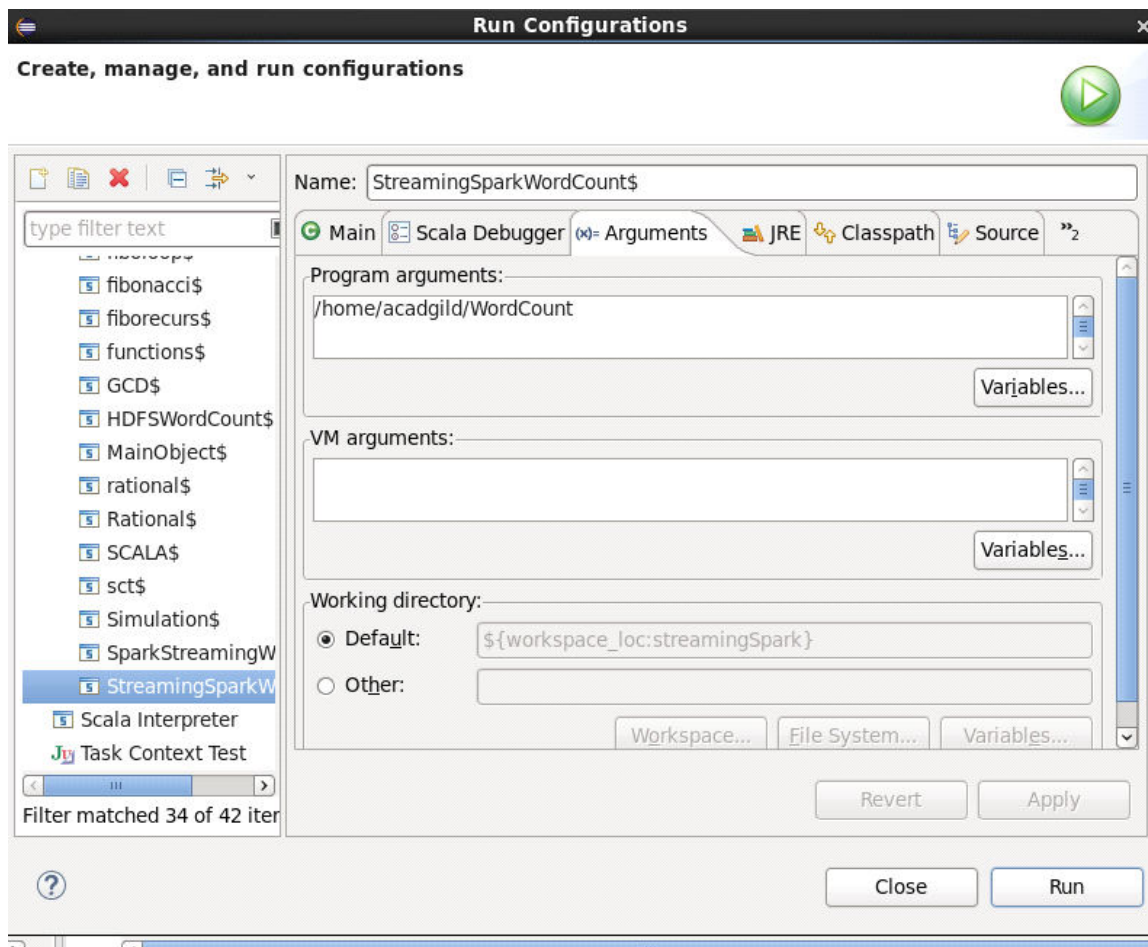 Run Configurations
Create, manage, and run configurations
Name: StreamingSparkWordCount$
type filter text
Main Scala Debugger (x)= Arguments JRE Classpath Source »2
fibonacci$
fiborecurs$
functions$
GCD$
HDFSWordCount$
MainObject$
rational$
Rational$
SCALA$
sct$
Simulation$
SparkStreamingW
StreamingSparkW
Scala Interpreter
Ju Task Context Test
Filter matched 34 of 42 iter
Program arguments:
/home/acadgild/WordCount
Variables...
VM arguments:
Variables...
Working directory:
Default: ${workspace_loc:streamingSpark}
Other:
Workspace... File System... Variables...
Revert Apply
? Close Run